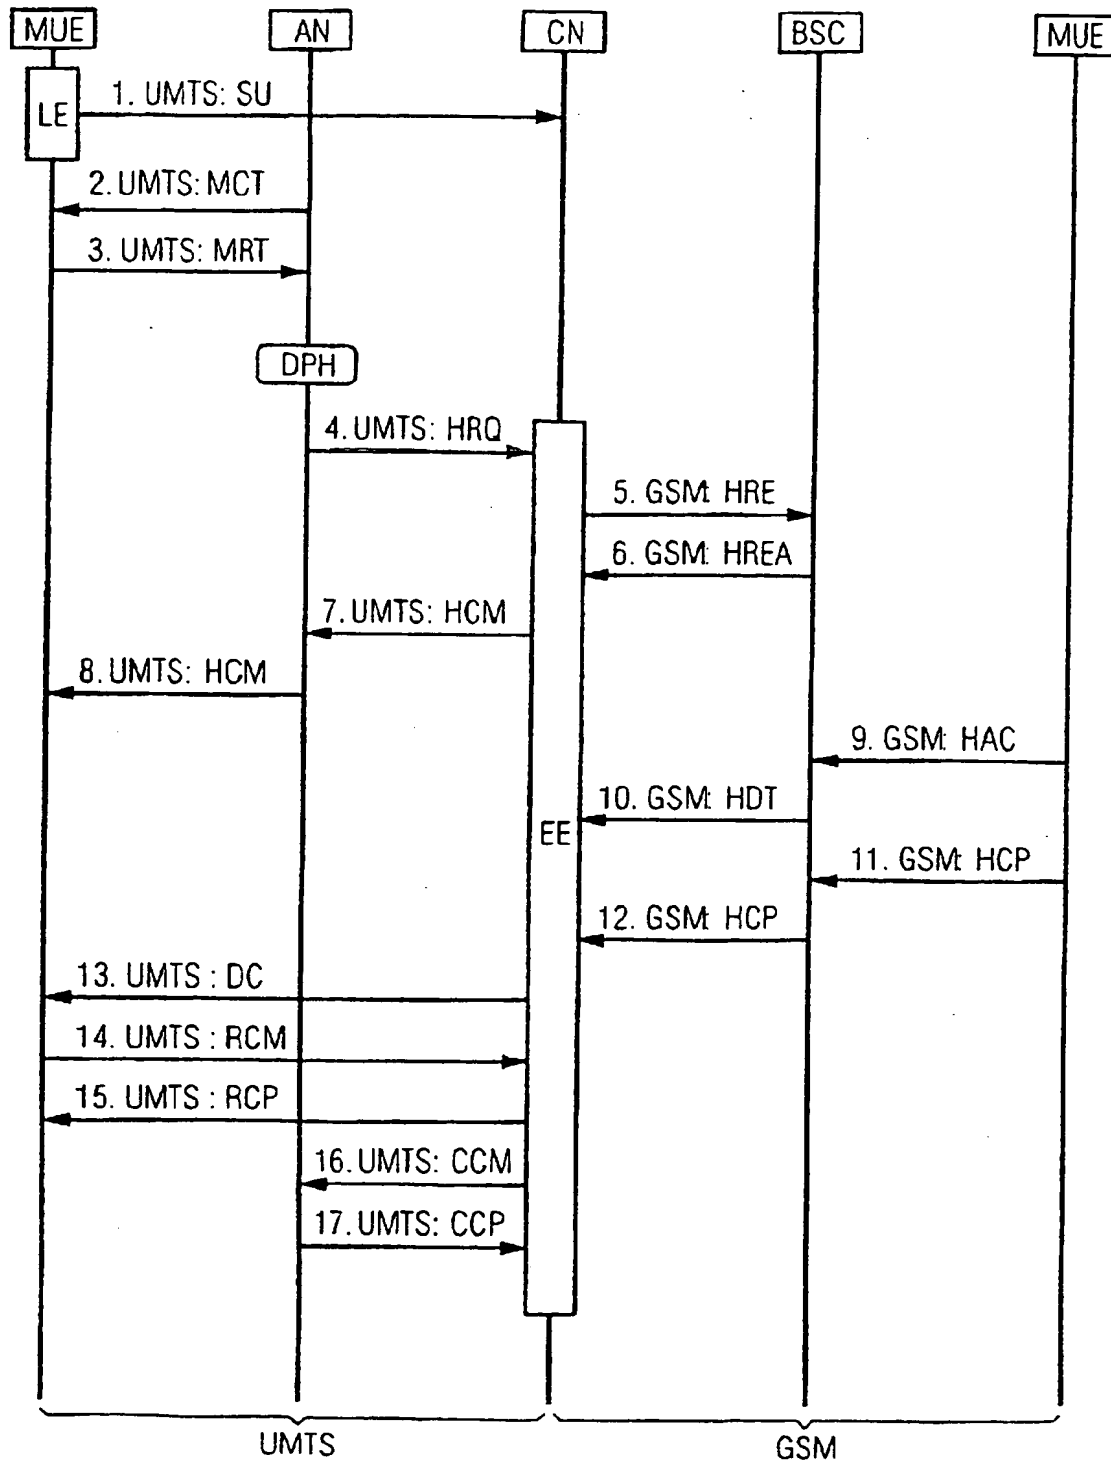 MUE AN CN BSC MUE
LE
1. UMTS: SU
2. UMTS: MCT
3. UMTS: MRT
DPH
4. UMTS: HRQ
5. GSM: HRE
6. GSM: HREA
7. UMTS: HCM
8. UMTS: HCM
9. GSM: HAC
10. GSM: HDT
EE
11. GSM: HCP
12. GSM: HCP
13. UMTS : DC
14. UMTS : RCM
15. UMTS : RCP
16. UMTS: CCM
17. UMTS: CCP
UMTS GSM